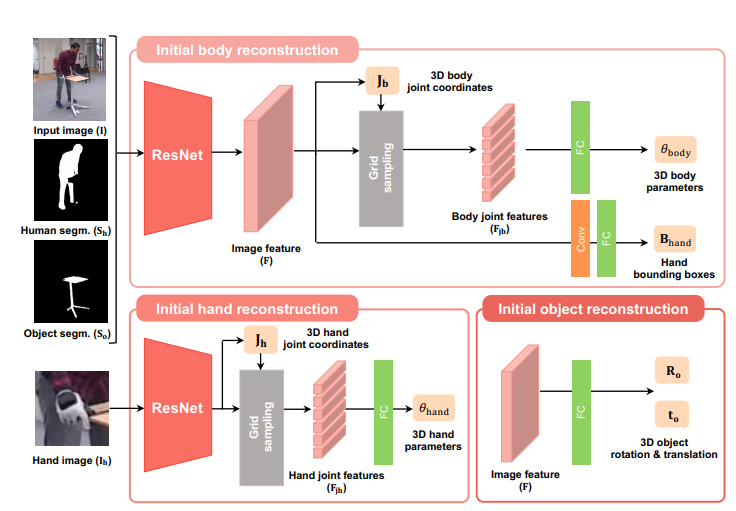 Initial body reconstruction
Input image (I)
Human segm. (Sh)
Object segm. (So)
ResNet
Image feature
(F)
Jb
3D body
joint coordinates
Grid
sampling
Body joint features
(Fjb)
FC
θbody
3D body
parameters
Conv
FC
Bhand
Hand
bounding boxes
Initial hand reconstruction
Hand image (Ih)
ResNet
Jh
3D hand
joint coordinates
Grid
sampling
Hand joint features
(Fjh)
FC
θhand
3D hand
parameters
Initial object reconstruction
Image feature
(F)
FC
Ro
to
3D object
rotation & translation